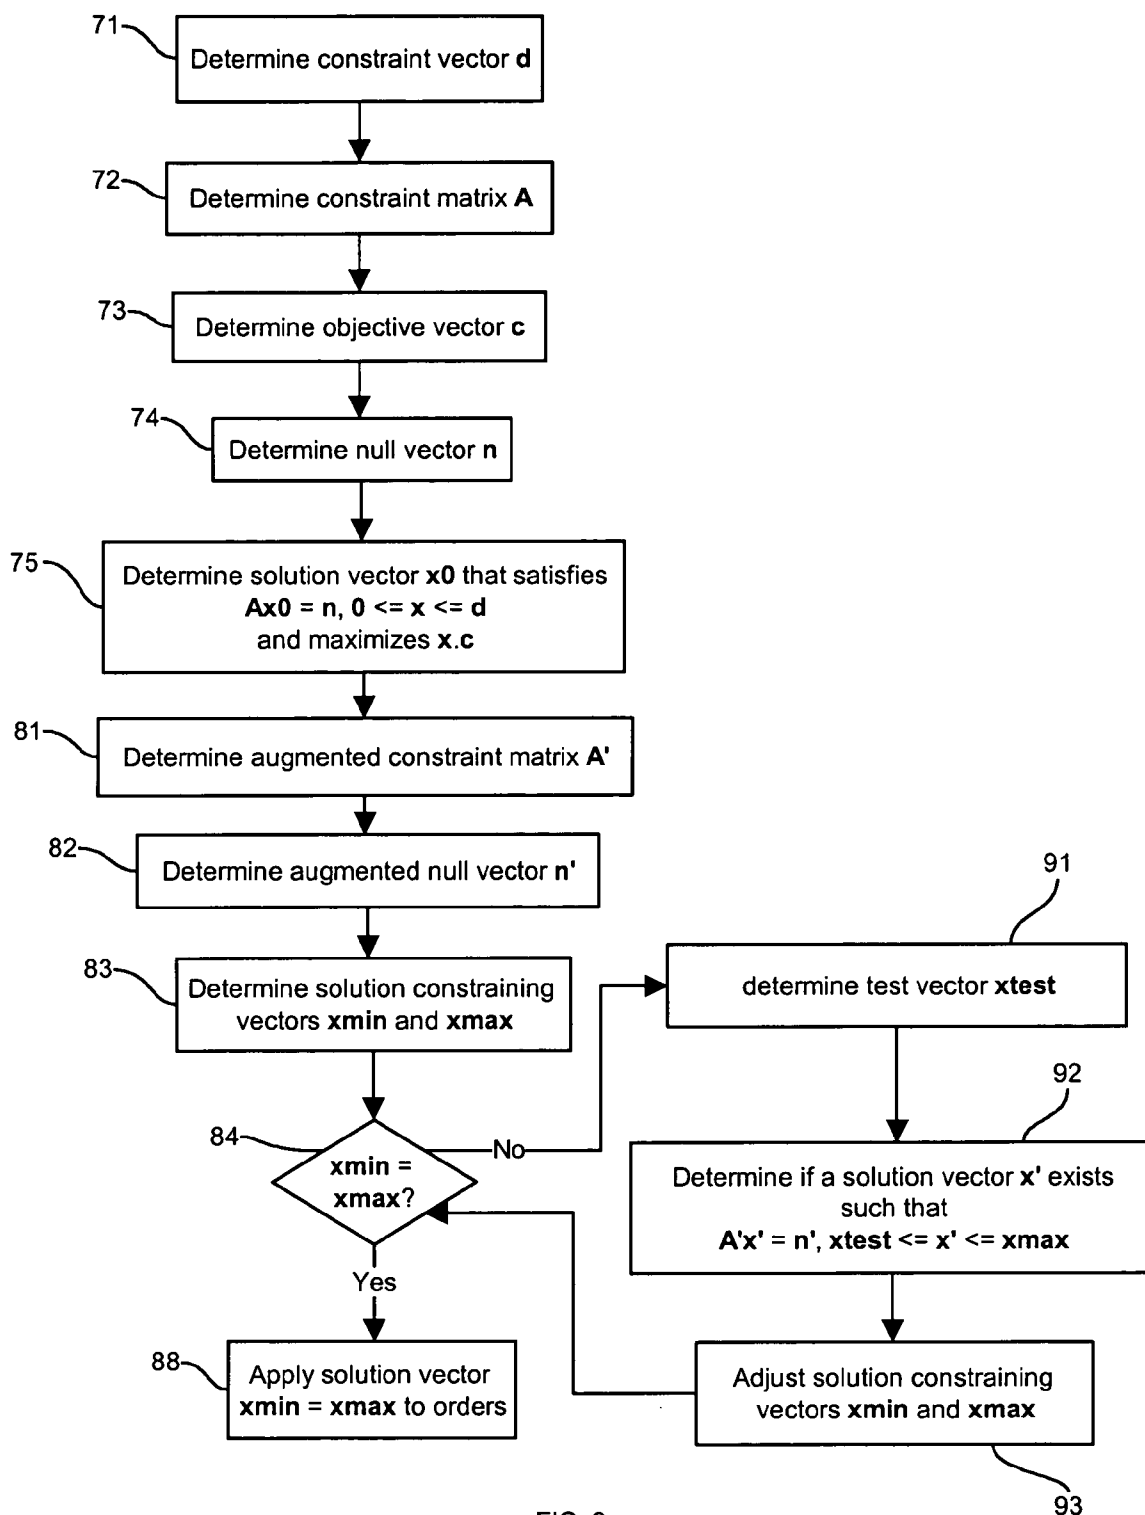 71
Determine constraint vector d
72
Determine constraint matrix A
73
Determine objective vector c
74
Determine null vector n
75
Determine solution vector x0 that satisfies
Ax0 = n, 0 <= x <= d
and maximizes x.c
81
Determine augmented constraint matrix A'
82
Determine augmented null vector n'
83
Determine solution constraining
vectors xmin and xmax
84
xmin =
xmax?
No
Yes
88
Apply solution vector
xmin = xmax to orders
91
determine test vector xtest
92
Determine if a solution vector x' exists
such that
A'x' = n', xtest <= x' <= xmax
Adjust solution constraining
vectors xmin and xmax
93
FIG.